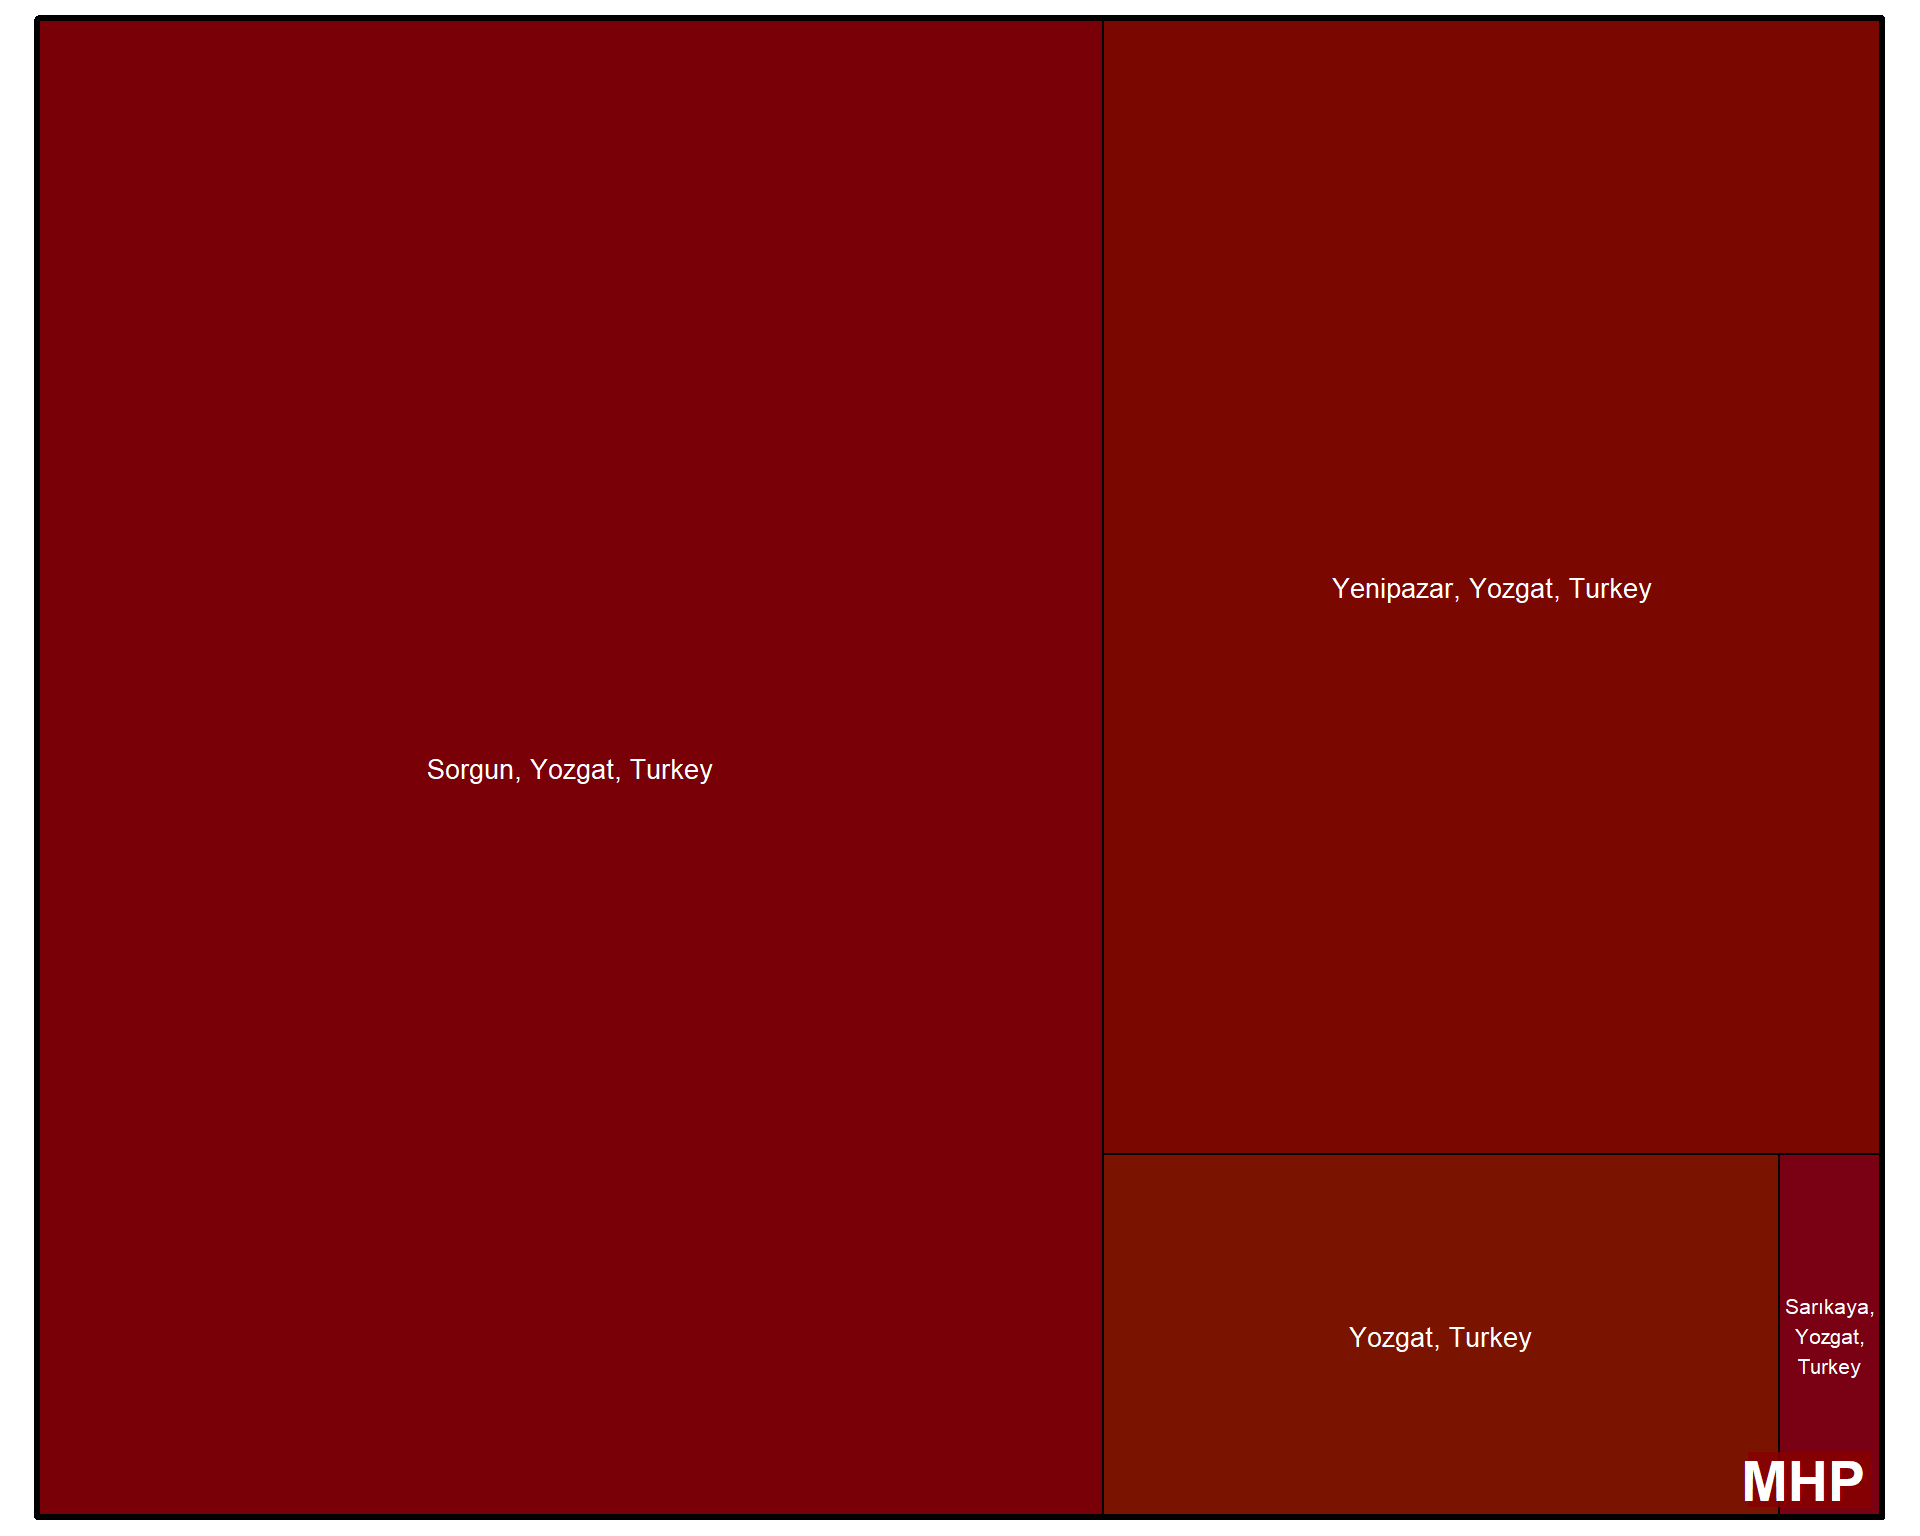 Sorgun, Yozgat, Turkey
Yenipazar, Yozgat, Turkey
Yozgat, Turkey
Sarıkaya,
Yozgat,
Turkey
MHP